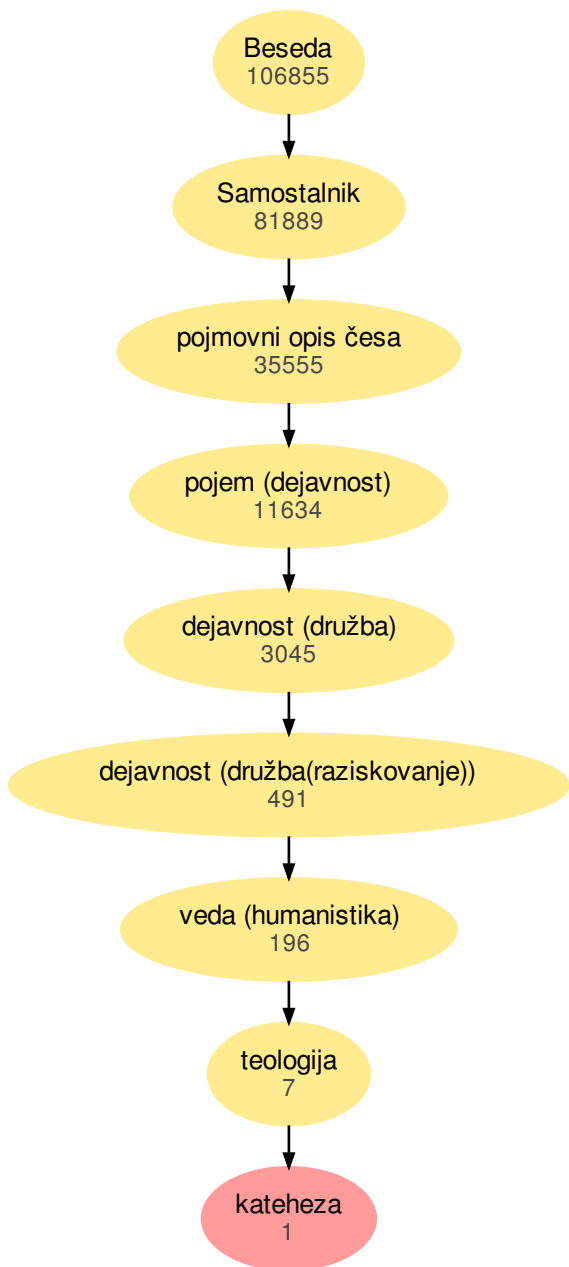 Beseda
106855
Samostalnik
81889
pojmovni opis česa
35555
pojem (dejavnost)
11634
dejavnost (družba)
3045
dejavnost (družba(raziskovanje))
491
veda (humanistika)
196
teologija
7
kateheza
1